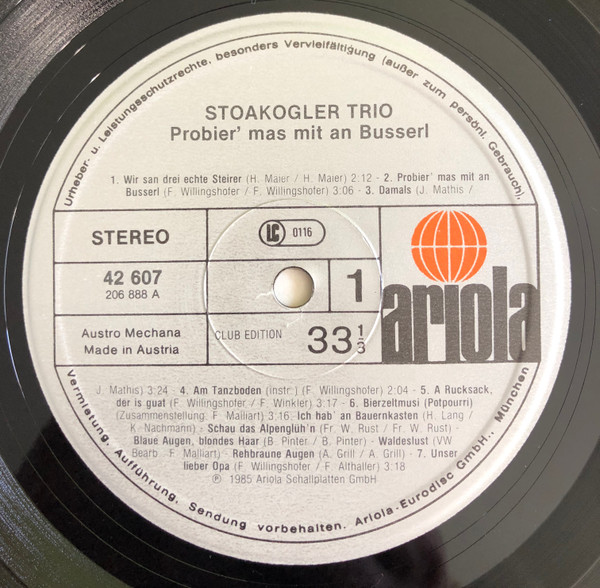 Urheber- u. Leistungsschutzrechte, besonders Vervielfältigung (außer zum persönl. Gebrauch),
STOAKOGLER TRIO
Probier' mas mit an Busserl
1. Wir san drei echte Steirer (H. Maier / H. Maier) 2:12 - 2. Probier' mas mit an
Busserl (F. Willingshofer / F. Willingshofer) 3:06 - 3. Damals (J. Mathis /
STEREO
LC 0116
42 607
206 888 A
1
ariola
Austro Mechana
Made in Austria
CLUB EDITION
33 1/3
J. Mathis) 3:24 - 4. Am Tanzboden (instr.) (F. Willingshofer) 2:04 - 5. A Rucksack,
der is guat (F. Willingshofer / F. Winkler) 3:17 - 6. Bierzeltmusi (Potpourri)
(Zusammenstellung: F. Malliart) 3:16 Ich hab' an Bauernkasten (H. Lang /
K. Nachmann) Schau das Alpenglüh'n (Fr. W. Rust / Fr. W. Rust) -
Blaue Augen, blondes Haar (B. Pinter / B. Pinter) - Waldeslust (VW
Bearb. F. Malliart) - Rehbraune Augen (A. Grill / A. Grill) - 7. Unser
lieber Opa (F. Willingshofer / F. Althaller) 3:18
℗ 1985 Ariola Schallplatten GmbH
Vermietung, Aufführung, Sendung vorbehalten. Ariola-Eurodisc GmbH., München